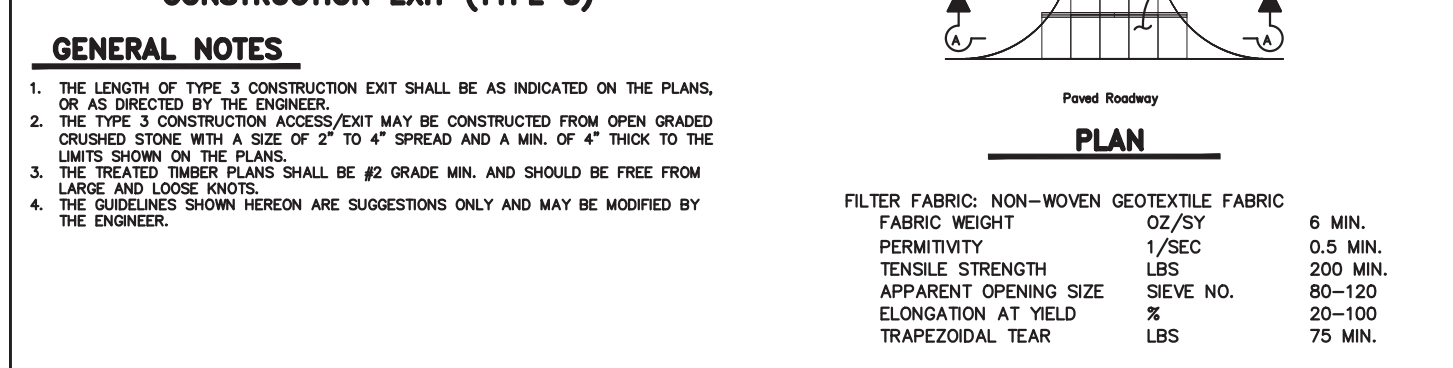 GENERAL NOTES
1. THE LENGTH OF TYPE 3 CONSTRUCTION EXIT SHALL BE AS INDICATED ON THE PLANS,
OR AS DIRECTED BY THE ENGINEER.
2. THE TYPE 3 CONSTRUCTION ACCESS/EXIT MAY BE CONSTRUCTED FROM OPEN GRADED
CRUSHED STONE WITH A SIZE OF 2" TO 4" SPREAD AND A MIN. OF 4" THICK TO THE
LIMITS SHOWN ON THE PLANS.
3. THE TREATED TIMBER PLANS SHALL BE #2 GRADE MIN. AND SHOULD BE FREE FROM
LARGE AND LOOSE KNOTS.
4. THE GUIDELINES SHOWN HEREON ARE SUGGESTIONS ONLY AND MAY BE MODIFIED BY
THE ENGINEER.
A A
Paved Roadway
PLAN
FILTER FABRIC: NON-WOVEN GEOTEXTILE FABRIC
FABRIC WEIGHT OZ/SY 6 MIN.
PERMITIVITY 1/SEC 0.5 MIN.
TENSILE STRENGTH LBS 200 MIN.
APPARENT OPENING SIZE SIEVE NO. 80-120
ELONGATION AT YIELD % 20-100
TRAPEZOIDAL TEAR LBS 75 MIN.